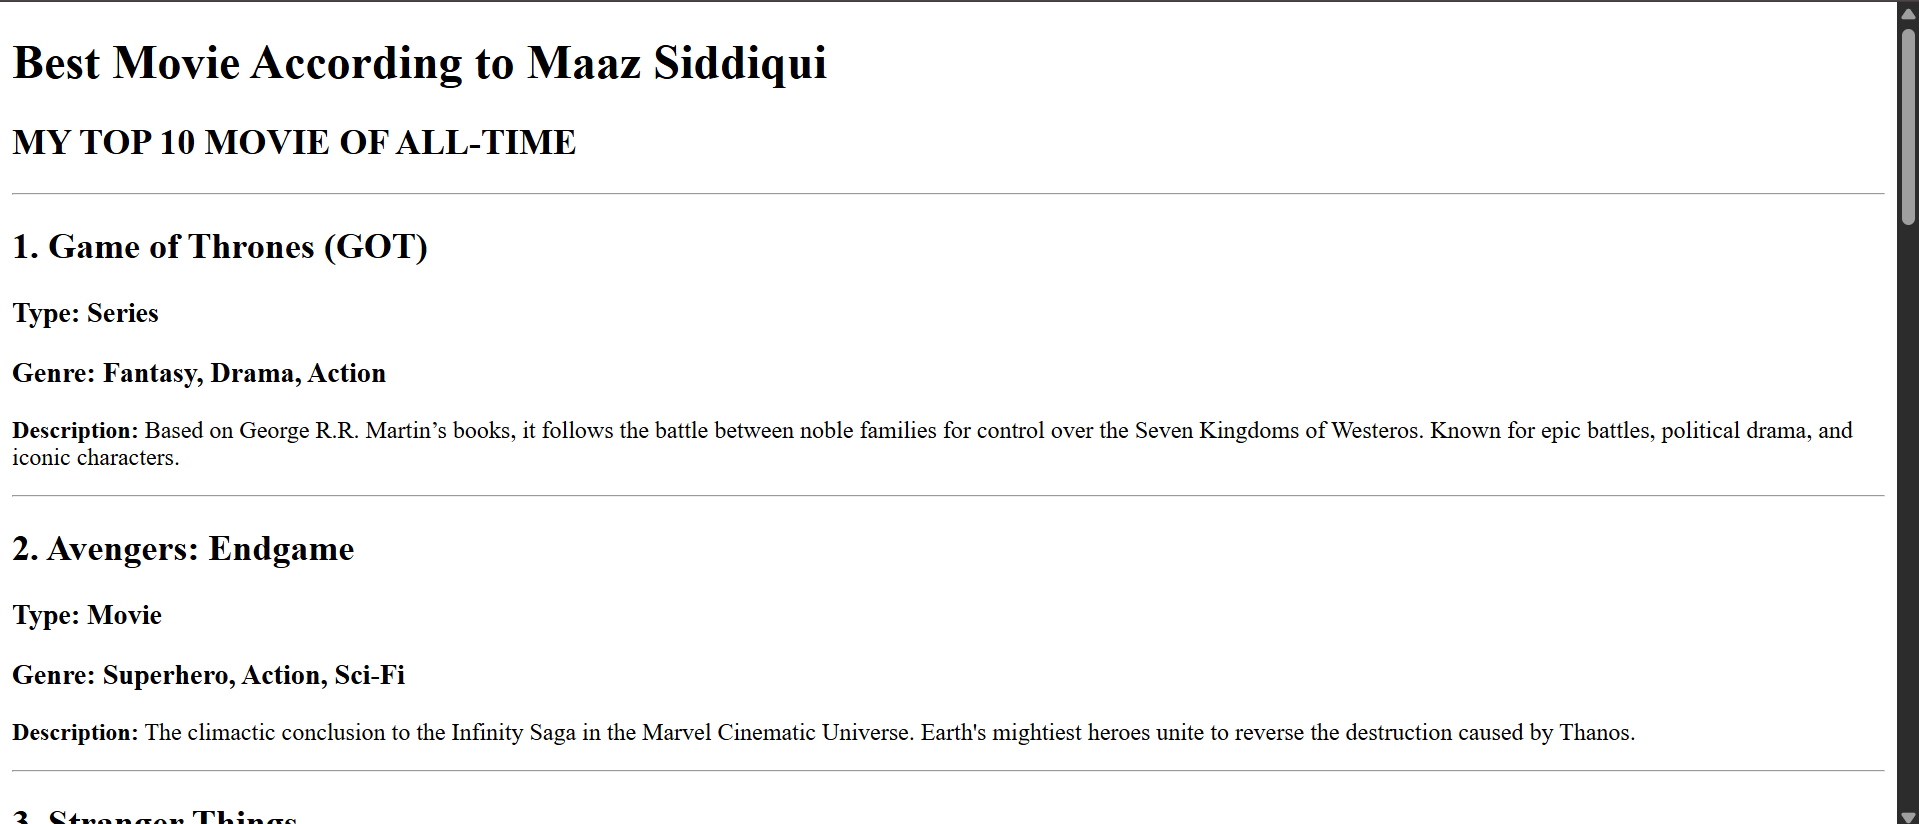 Best Movie According to Maaz Siddiqui
MY TOP 10 MOVIE OF ALL-TIME
1. Game of Thrones (GOT)
Type: Series
Genre: Fantasy, Drama, Action
Description: Based on George R.R. Martin’s books, it follows the battle between noble families for control over the Seven Kingdoms of Westeros. Known for epic battles, political drama, and
iconic characters.
2. Avengers: Endgame
Type: Movie
Genre: Superhero, Action, Sci-Fi
Description: The climactic conclusion to the Infinity Saga in the Marvel Cinematic Universe. Earth's mightiest heroes unite to reverse the destruction caused by Thanos.
3. Stranger Things